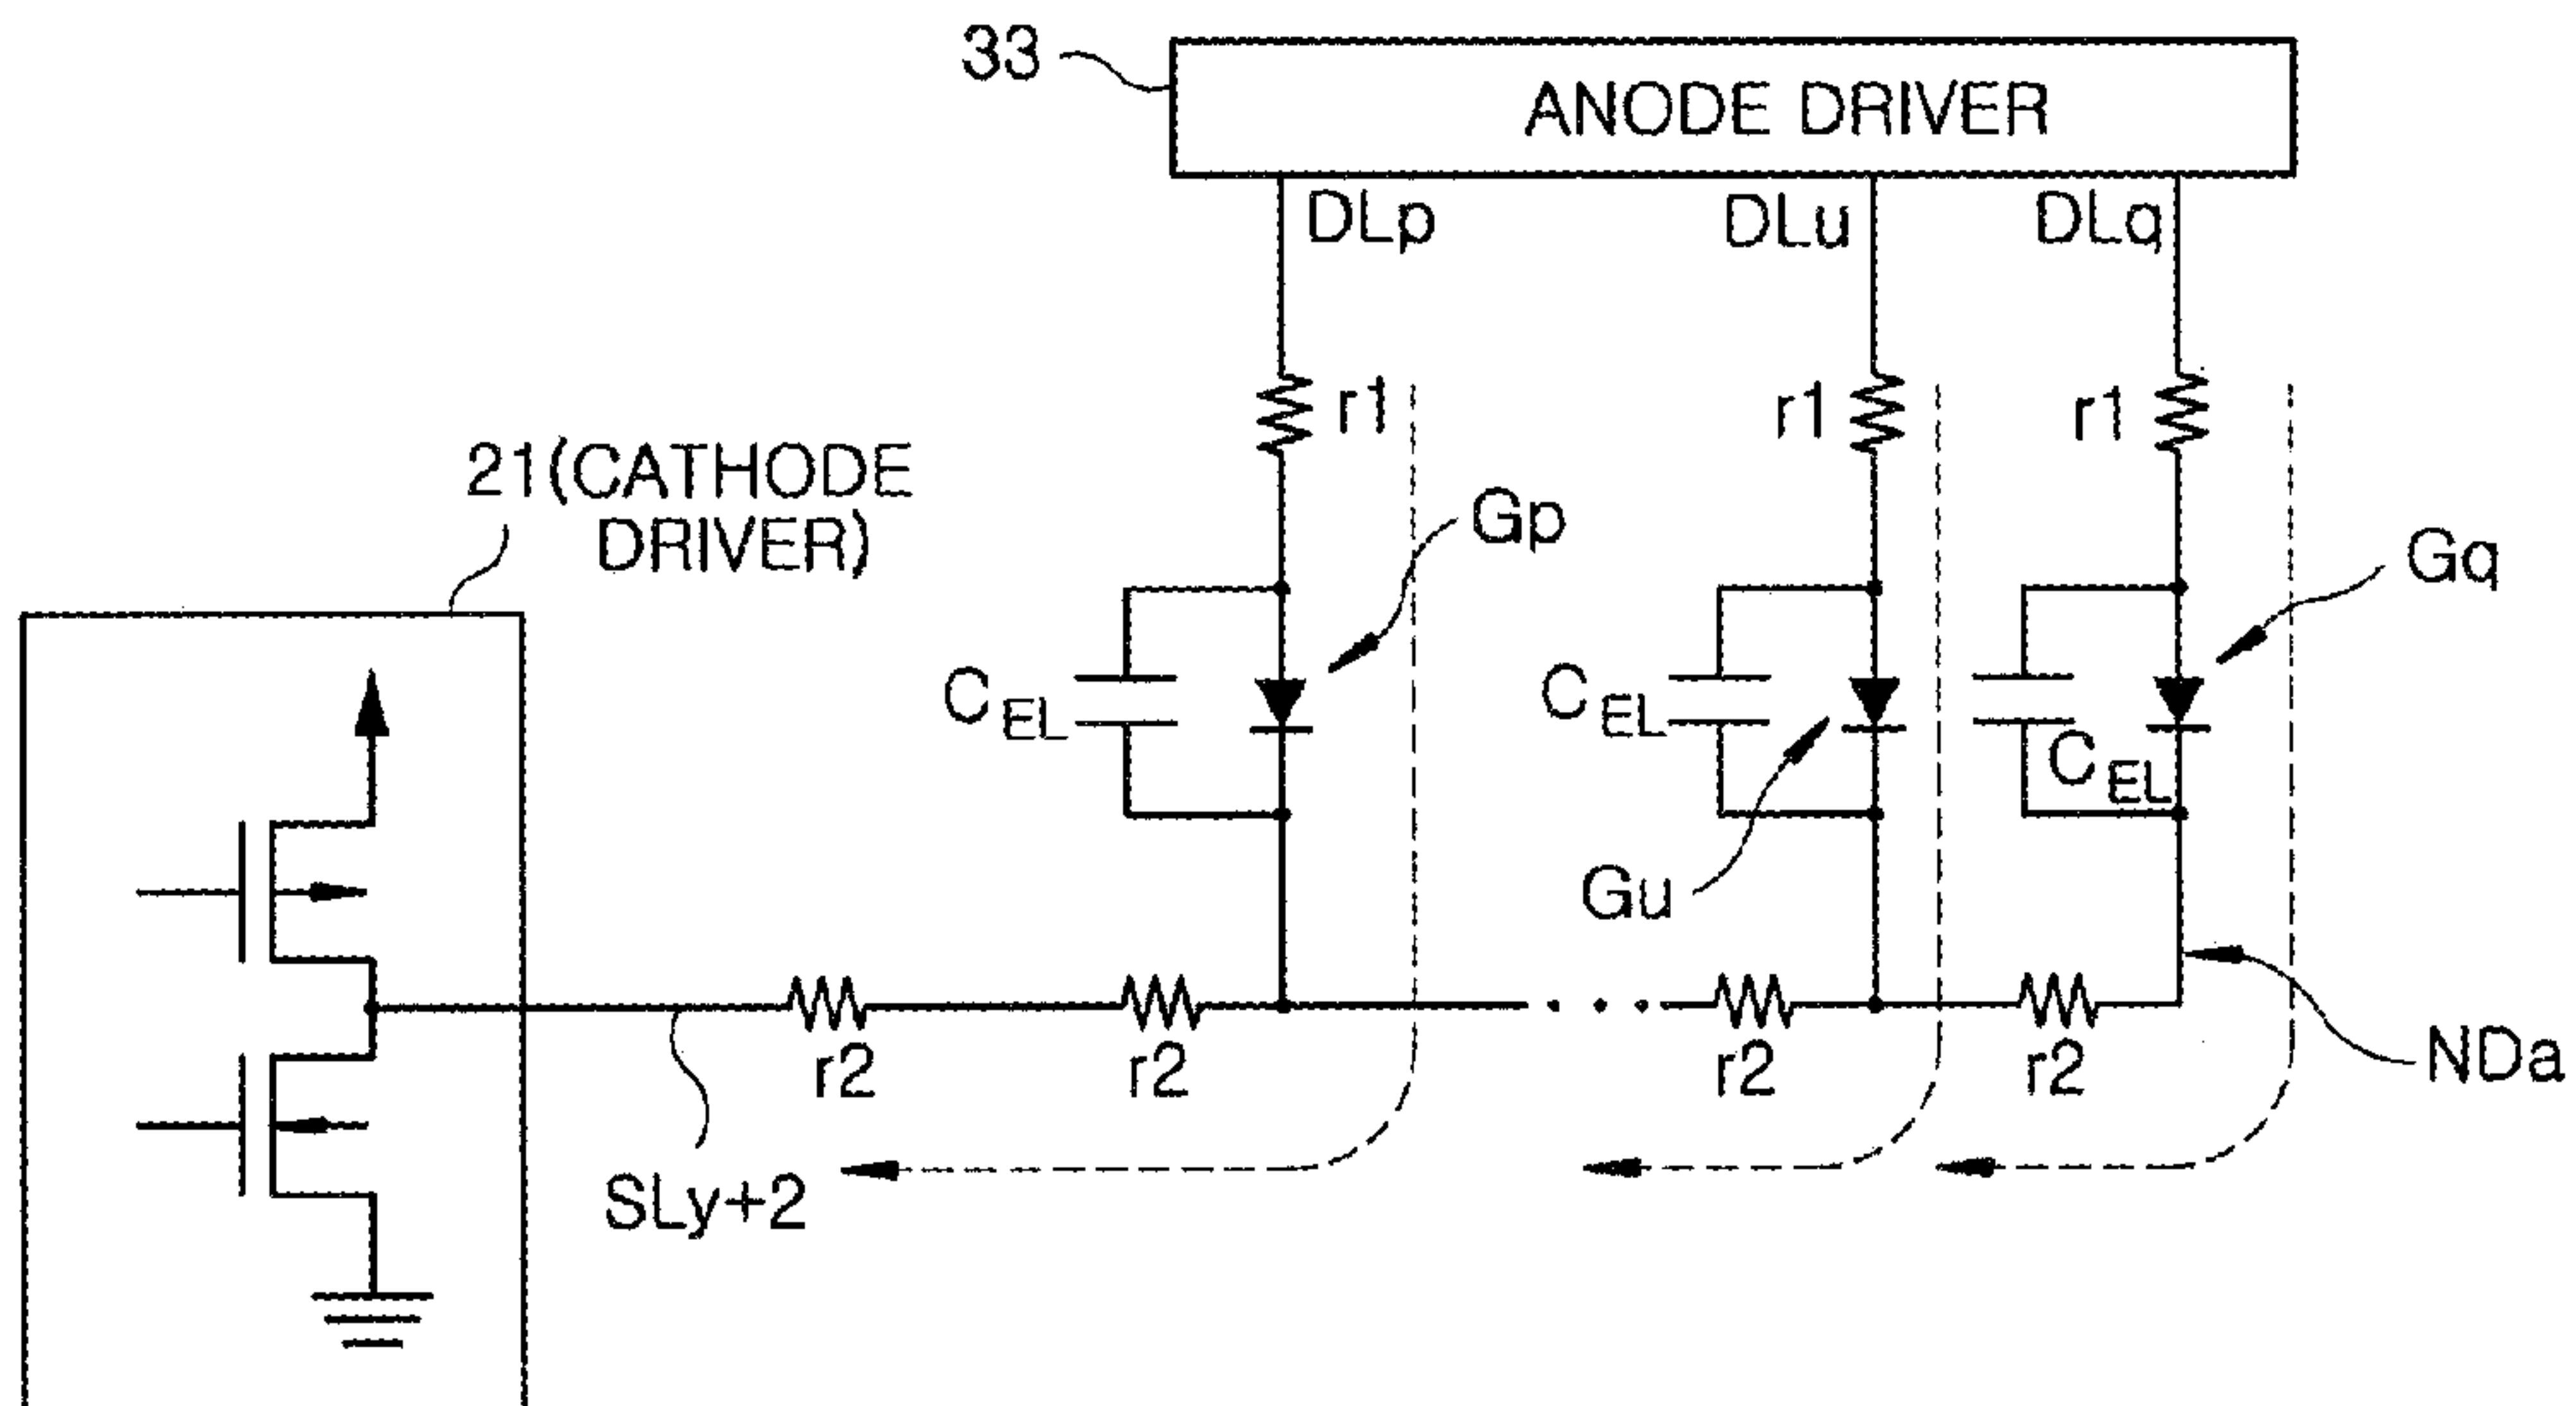 33
ANODE DRIVER
DLp
DLu
DLq
r1
r1
r1
21(CATHODE
DRIVER)
Gp
Gq
CEL
CEL
CEL
Gu
NDa
r2
r2
r2
r2
SLy+2